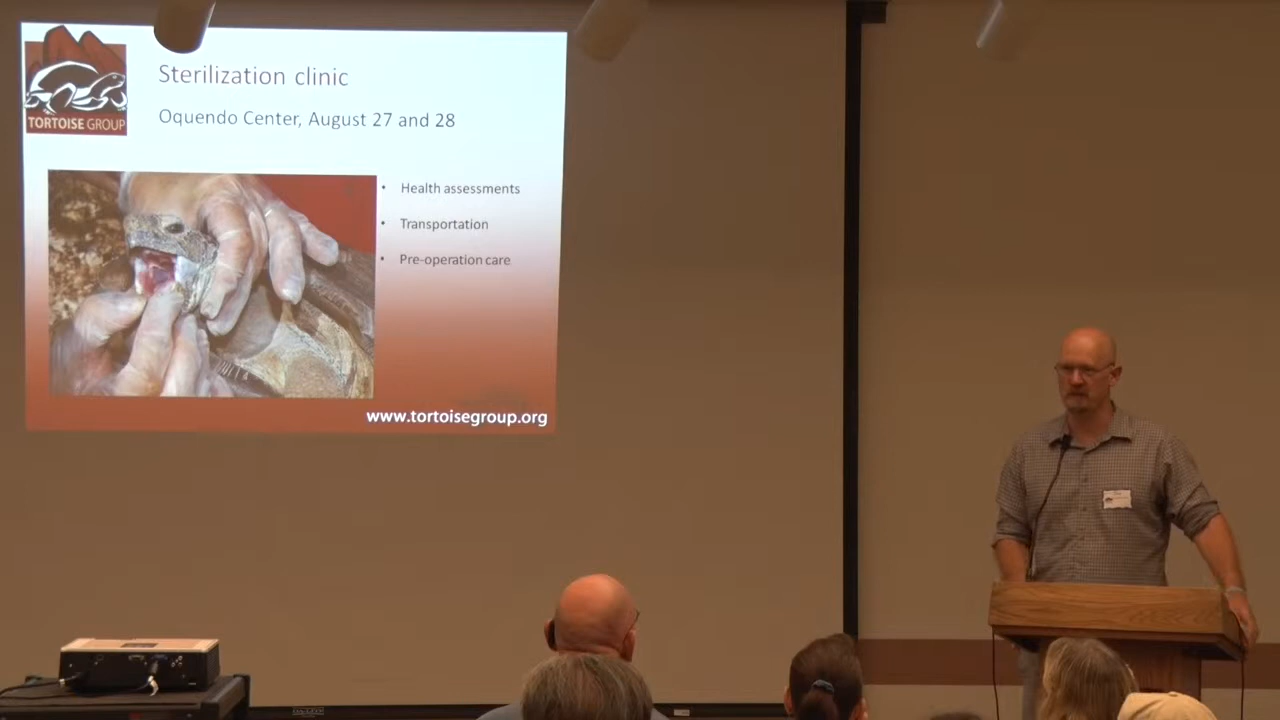 TORTOISE GROUP
Sterilization clinic
Oquendo Center, August 27 and 28
• Health assessments
• Transportation
• Pre-operation care
www.tortoisegroup.org